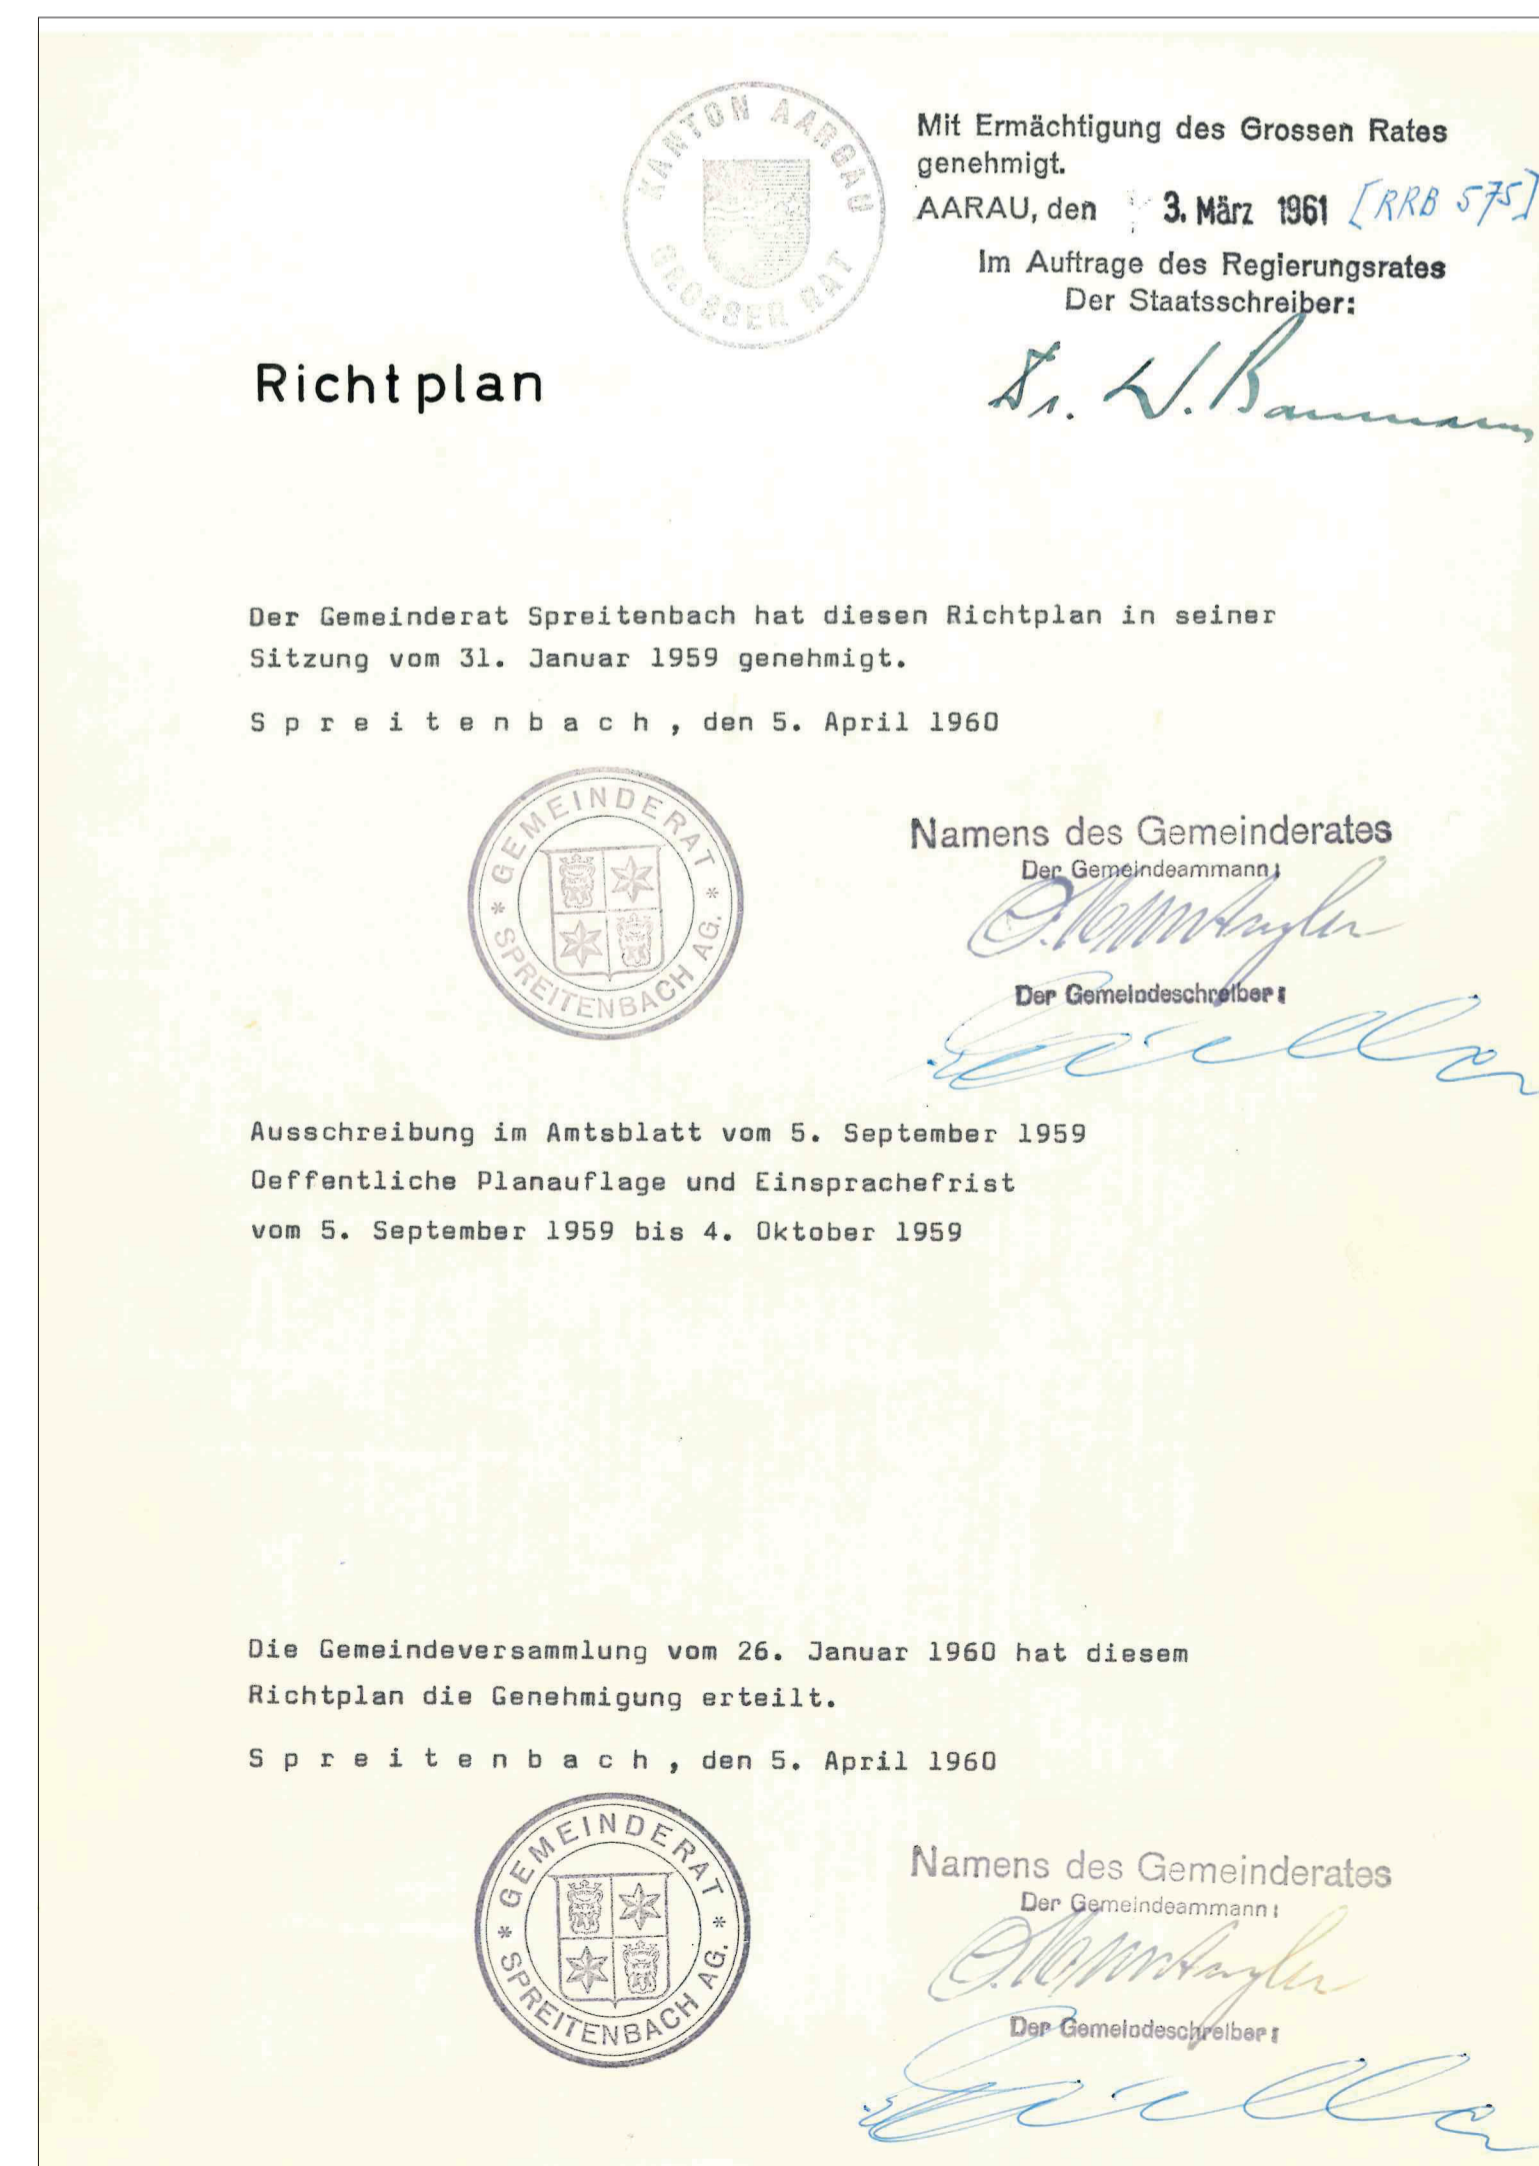 KANTON AARGAU
GROSSER RAT
Mit Ermächtigung des Grossen Rates
genehmigt.
AARAU, den 3. März 1961 [RRB 575]
Im Auftrage des Regierungsrates
Der Staatsschreiber:
Dr. W. Baumann
Richtplan
Der Gemeinderat Spreitenbach hat diesen Richtplan in seiner
Sitzung vom 31. Januar 1959 genehmigt.
Spreitenbach, den 5. April 1960
* GEMEINDERAT *
SPREITENBACH AG.
Namens des Gemeinderates
Der Gemeindeammann:
Der Gemeindeschreiber:
Ausschreibung im Amtsblatt vom 5. September 1959
Oeffentliche Planauflage und Einsprachefrist
vom 5. September 1959 bis 4. Oktober 1959
Die Gemeindeversammlung vom 26. Januar 1960 hat diesem
Richtplan die Genehmigung erteilt.
Spreitenbach, den 5. April 1960
* GEMEINDERAT *
SPREITENBACH AG.
Namens des Gemeinderates
Der Gemeindeammann:
Der Gemeindeschreiber: